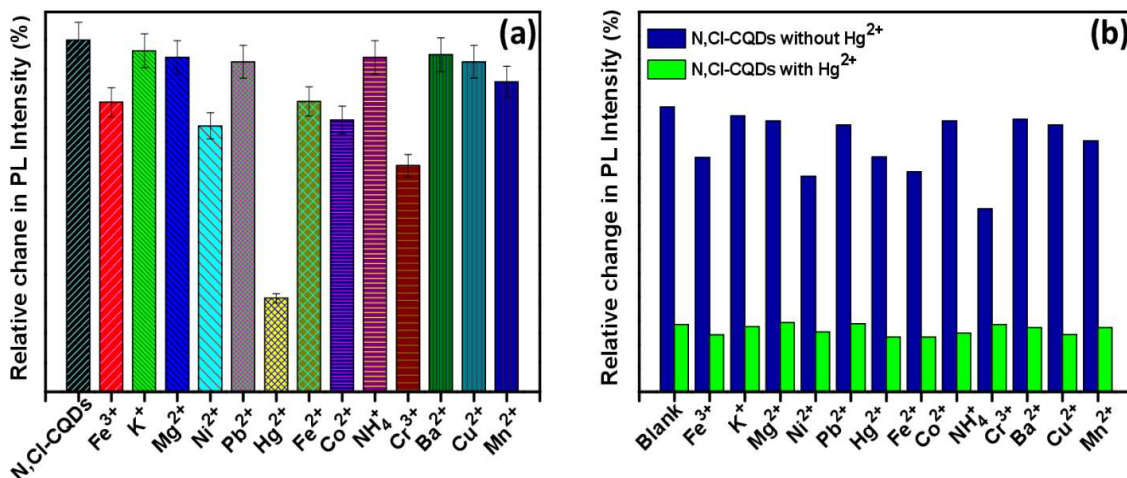 Relative chane in PL Intensity (%)
(a)
N,Cl-CQDs
Fe³⁺
K⁺
Mg²⁺
Ni²⁺
Pb²⁺
Hg²⁺
Fe²⁺
Co²⁺
NH₄⁺
Cr³⁺
Ba²⁺
Cu²⁺
Mn²⁺
Relative change in PL Intensity (%)
N,Cl-CQDs without Hg²⁺
N,Cl-CQDs with Hg²⁺
(b)
Blank
Fe³⁺
K⁺
Mg²⁺
Ni²⁺
Pb²⁺
Hg²⁺
Fe²⁺
Co²⁺
NH₄⁺
Cr³⁺
Ba²⁺
Cu²⁺
Mn²⁺